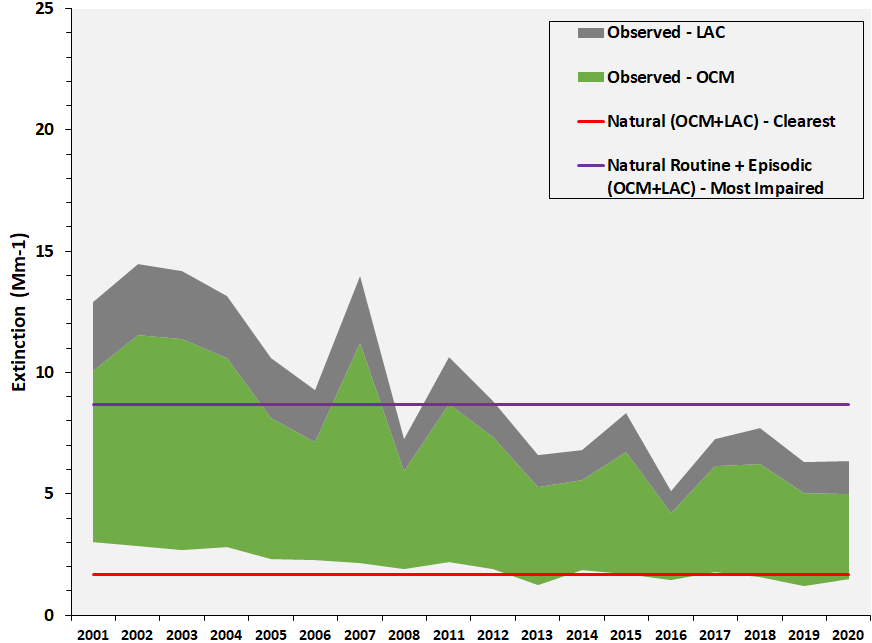 25
20
15
10
5
0
Extinction (Mm-1)
Observed - LAC
Observed - OCM
Natural (OCM+LAC) - Clearest
Natural Routine + Episodic
(OCM+LAC) - Most Impaired
2001 2002 2003 2004 2005 2006 2007 2008 2011 2012 2013 2014 2015 2016 2017 2018 2019 2020